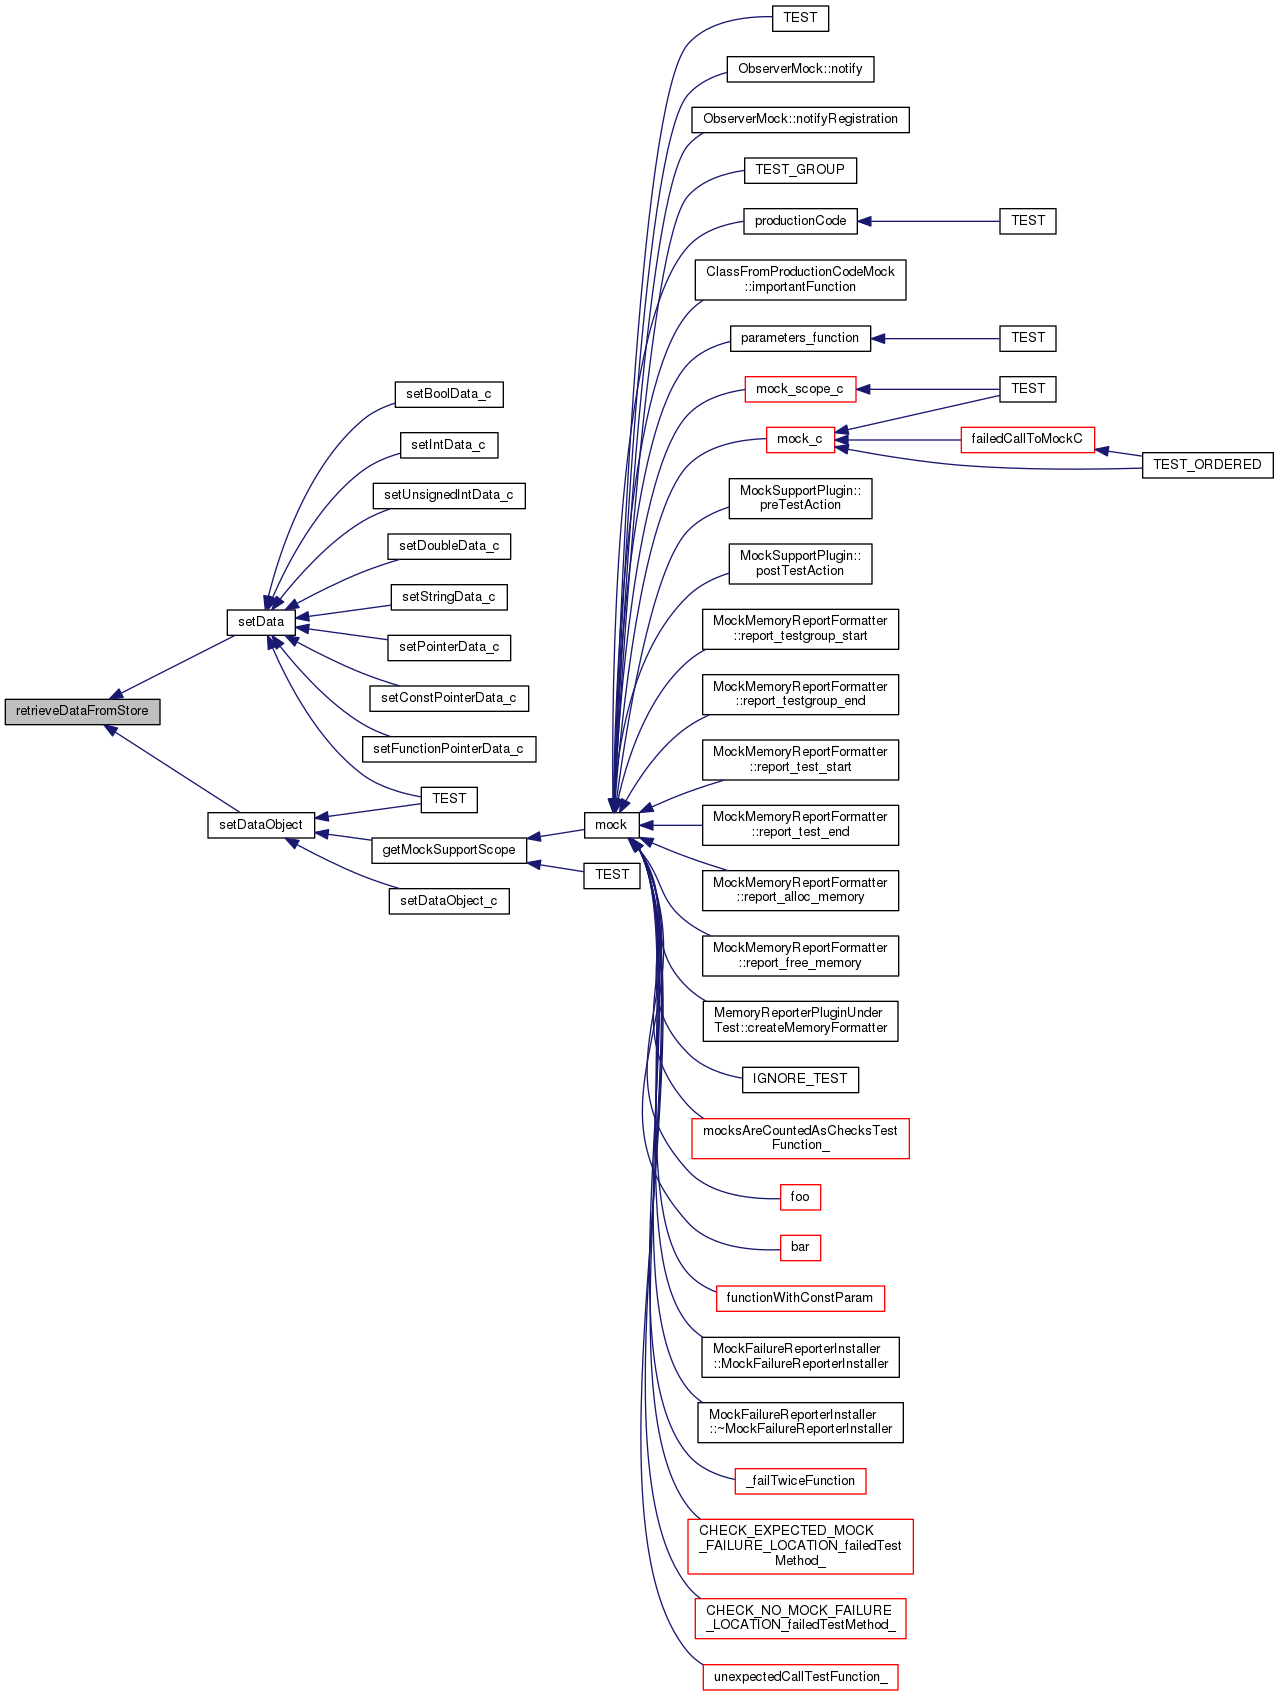 TEST
ObserverMock::notify
ObserverMock::notifyRegistration
TEST_GROUP
productionCode
TEST
ClassFromProductionCodeMock
::importantFunction
parameters_function
TEST
mock_scope_c
TEST
mock_c
failedCallToMockC
TEST_ORDERED
setBoolData_c
setIntData_c
setUnsignedIntData_c
setDoubleData_c
setStringData_c
setData
setPointerData_c
setConstPointerData_c
setFunctionPointerData_c
retrieveDataFromStore
TEST
setDataObject
getMockSupportScope
setDataObject_c
mock
TEST
MockSupportPlugin::
preTestAction
MockSupportPlugin::
postTestAction
MockMemoryReportFormatter
::report_testgroup_start
MockMemoryReportFormatter
::report_testgroup_end
MockMemoryReportFormatter
::report_test_start
MockMemoryReportFormatter
::report_test_end
MockMemoryReportFormatter
::report_alloc_memory
MockMemoryReportFormatter
::report_free_memory
MemoryReporterPluginUnder
Test::createMemoryFormatter
IGNORE_TEST
mocksAreCountedAsChecksTest
Function_
foo
bar
functionWithConstParam
MockFailureReporterInstaller
::MockFailureReporterInstaller
MockFailureReporterInstaller
::~MockFailureReporterInstaller
_failTwiceFunction
CHECK_EXPECTED_MOCK
_FAILURE_LOCATION_failedTest
Method_
CHECK_NO_MOCK_FAILURE
_LOCATION_failedTestMethod_
unexpectedCallTestFunction_